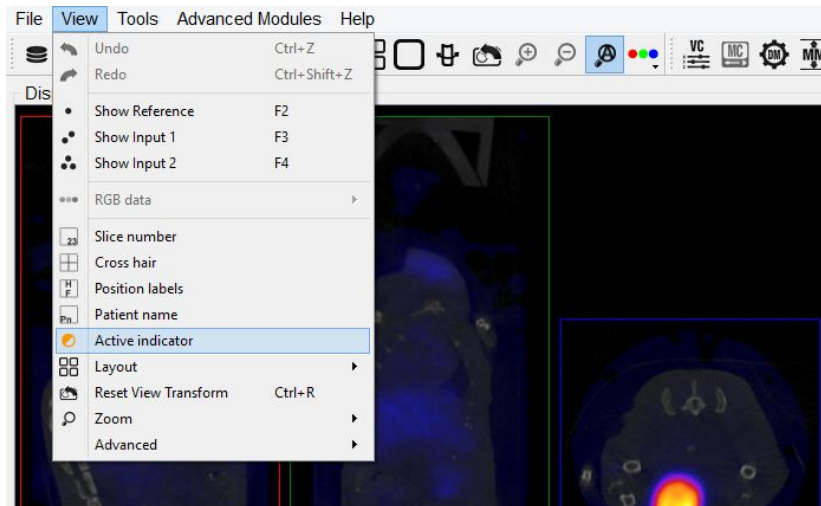 File View Tools Advanced Modules Help
VC MC DM
Dis
Undo Ctrl+Z
Redo Ctrl+Shift+Z
Show Reference F2
Show Input 1 F3
Show Input 2 F4
RGB data
23 Slice number
Cross hair
H F Position labels
Pn Patient name
Active indicator
Layout
Reset View Transform Ctrl+R
Zoom
Advanced